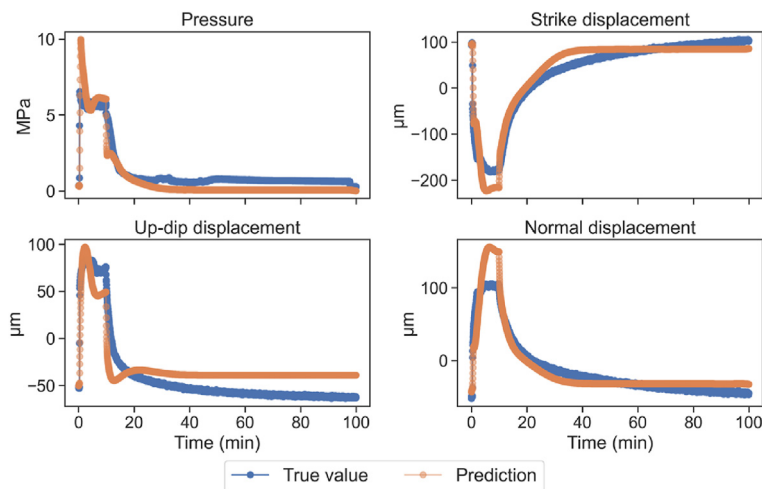 Pressure
Strike displacement
10
5
0
MPa
100
0
−100
−200
µm
Up-dip displacement
Normal displacement
100
50
0
−50
µm
100
0
µm
0 20 40 60 80 100
Time (min)
0 20 40 60 80 100
Time (min)
True value Prediction